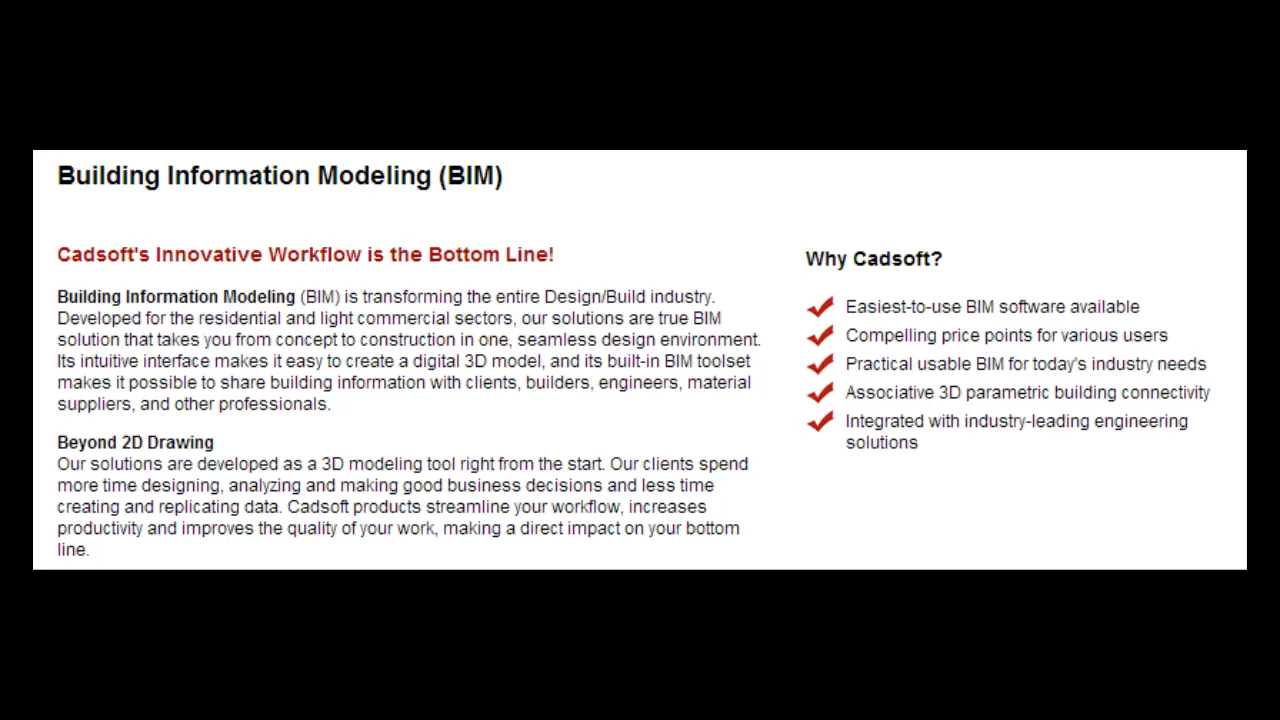 Building Information Modeling (BIM)
Cadsoft's Innovative Workflow is the Bottom Line!
Building Information Modeling (BIM) is transforming the entire Design/Build industry.
Developed for the residential and light commercial sectors, our solutions are true BIM
solution that takes you from concept to construction in one, seamless design environment.
Its intuitive interface makes it easy to create a digital 3D model, and its built-in BIM toolset
makes it possible to share building information with clients, builders, engineers, material
suppliers, and other professionals.
Beyond 2D Drawing
Our solutions are developed as a 3D modeling tool right from the start. Our clients spend
more time designing, analyzing and making good business decisions and less time
creating and replicating data. Cadsoft products streamline your workflow, increases
productivity and improves the quality of your work, making a direct impact on your bottom
line.
Why Cadsoft?
Easiest-to-use BIM software available
Compelling price points for various users
Practical usable BIM for today's industry needs
Associative 3D parametric building connectivity
Integrated with industry-leading engineering
solutions